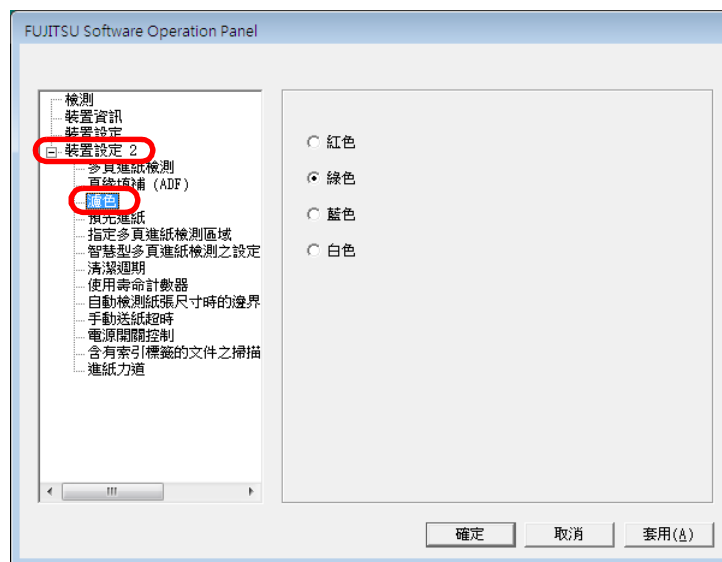 FUJITSU Software Operation Panel
檢測
裝置資訊
裝置設定
裝置設定 2
多頁進紙檢測
頁緣填補 (ADF)
濾色
預先進紙
指定多頁進紙檢測區域
智慧型多頁進紙檢測之設定
清潔週期
使用壽命計數器
自動檢測紙張尺寸時的邊界
手動送紙超時
電源開關控制
含有索引標籤的文件之掃描
進紙力道
紅色
綠色
藍色
白色
確定
取消
套用(A)